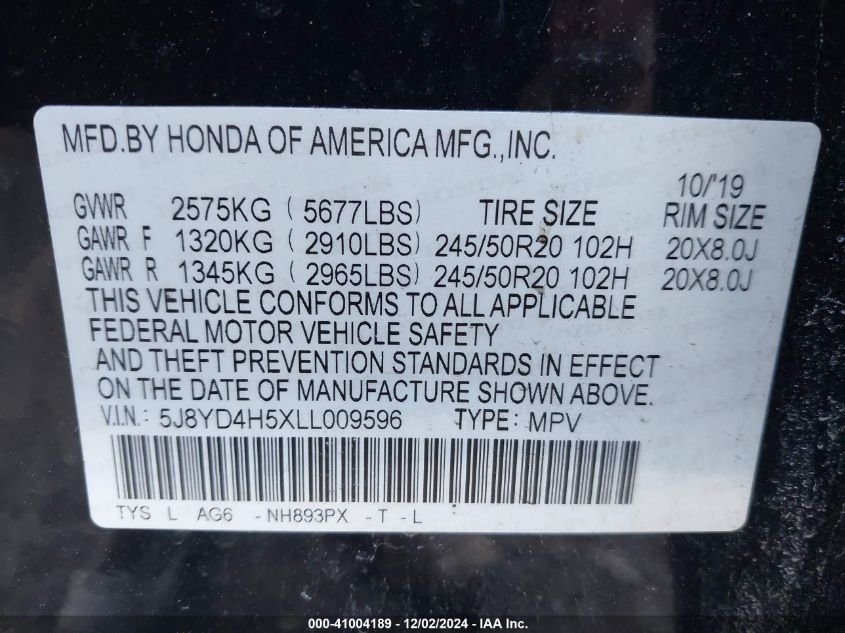 MFD.BY HONDA OF AMERICA MFG.,INC.
10/'19
GVWR 2575KG ( 5677LBS) TIRE SIZE RIM SIZE
GAWR F 1320KG ( 2910LBS) 245/50R20 102H 20X8.0J
GAWR R 1345KG ( 2965LBS) 245/50R20 102H 20X8.0J
THIS VEHICLE CONFORMS TO ALL APPLICABLE
FEDERAL MOTOR VEHICLE SAFETY
AND THEFT PREVENTION STANDARDS IN EFFECT
ON THE DATE OF MANUFACTURE SHOWN ABOVE.
V.I.N.: 5J8YD4H5XLL009596 TYPE: MPV
TYS L AG6 -NH893PX -T -L
000-41004189 - 12/02/2024 - IAA Inc.